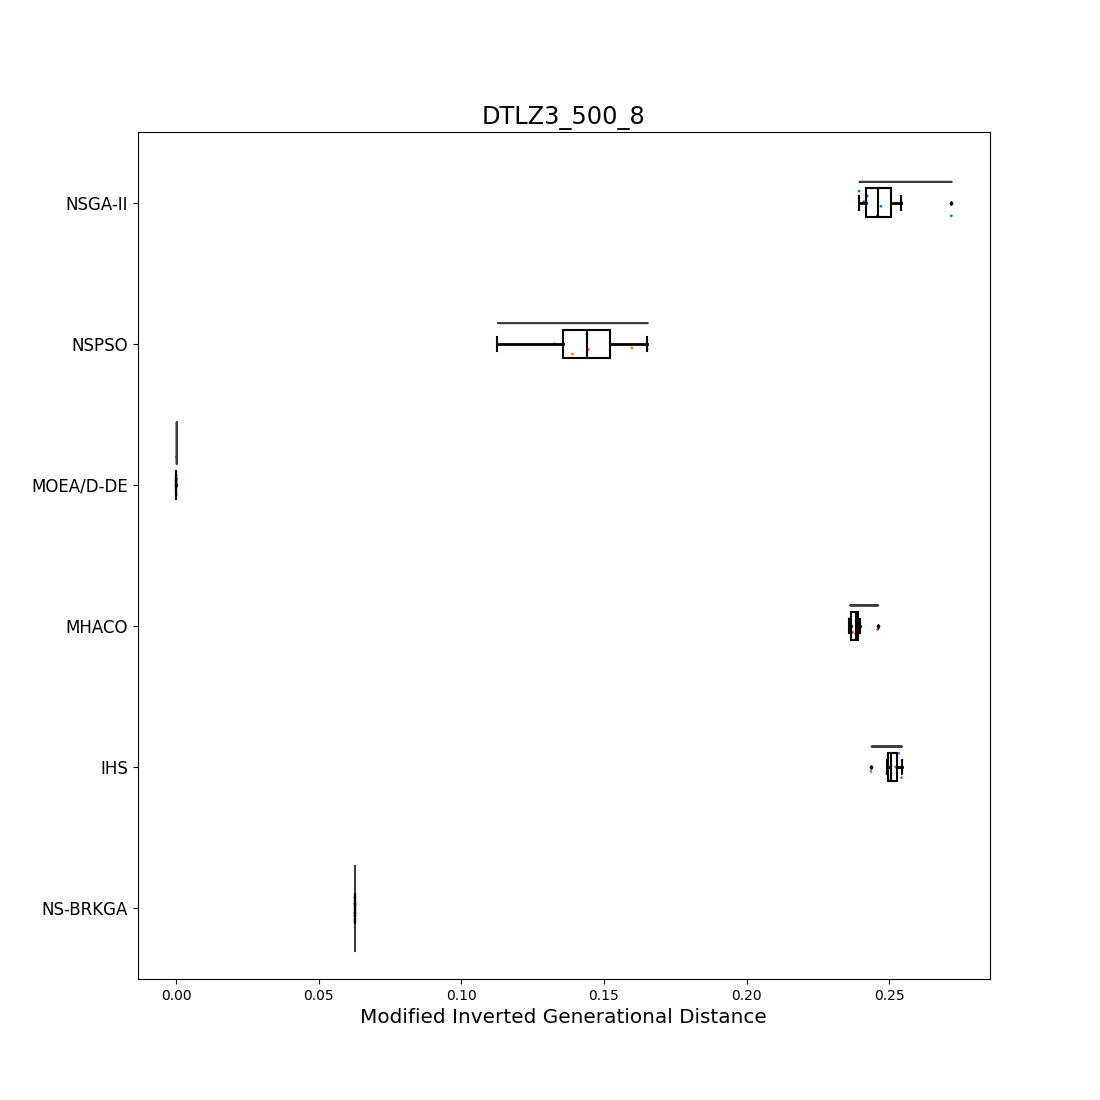 DTLZ3_500_8
NSGA-II
NSPSO
MOEA/D-DE
MHACO
IHS
NS-BRKGA
0.00 0.05 0.10 0.15 0.20 0.25
Modified Inverted Generational Distance